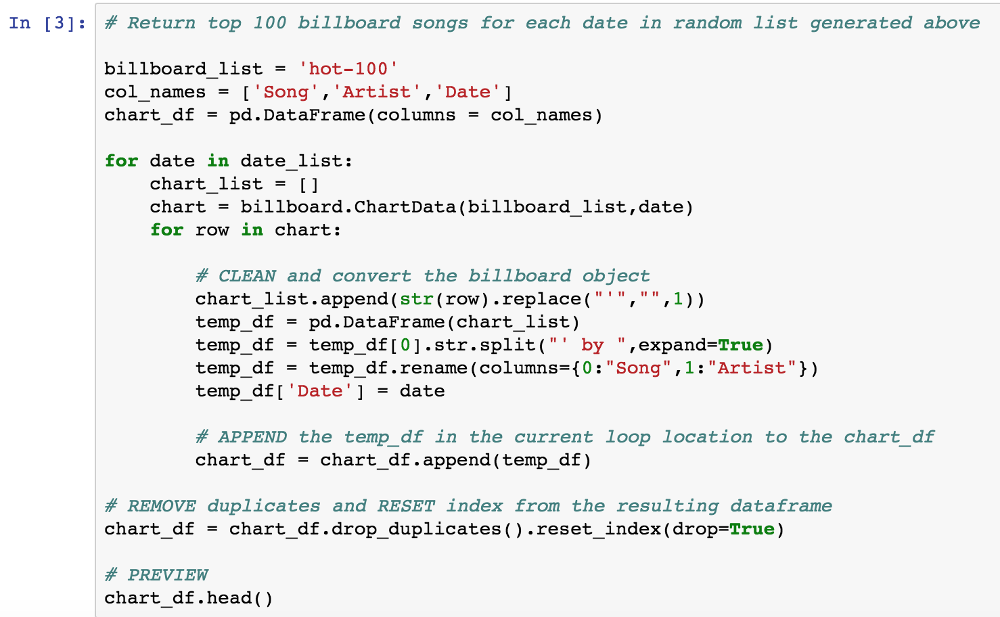 In [3]:
# Return top 100 billboard songs for each date in random list generated above

billboard_list = 'hot-100'
col_names = ['Song','Artist','Date']
chart_df = pd.DataFrame(columns = col_names)

for date in date_list:
    chart_list = []
    chart = billboard.ChartData(billboard_list,date)
    for row in chart:

        # CLEAN and convert the billboard object
        chart_list.append(str(row).replace("'","",1))
        temp_df = pd.DataFrame(chart_list)
        temp_df = temp_df[0].str.split("' by ",expand=True)
        temp_df = temp_df.rename(columns={0:"Song",1:"Artist"})
        temp_df['Date'] = date

        # APPEND the temp_df in the current loop location to the chart_df
        chart_df = chart_df.append(temp_df)

# REMOVE duplicates and RESET index from the resulting dataframe
chart_df = chart_df.drop_duplicates().reset_index(drop=True)

# PREVIEW
chart_df.head()